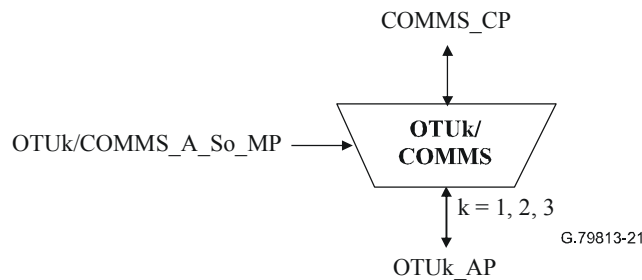 COMMS_CP
OTUk/COMMS_A_So_MP
OTUk/
COMMS
k = 1, 2, 3
G.79813-21
OTUk_AP